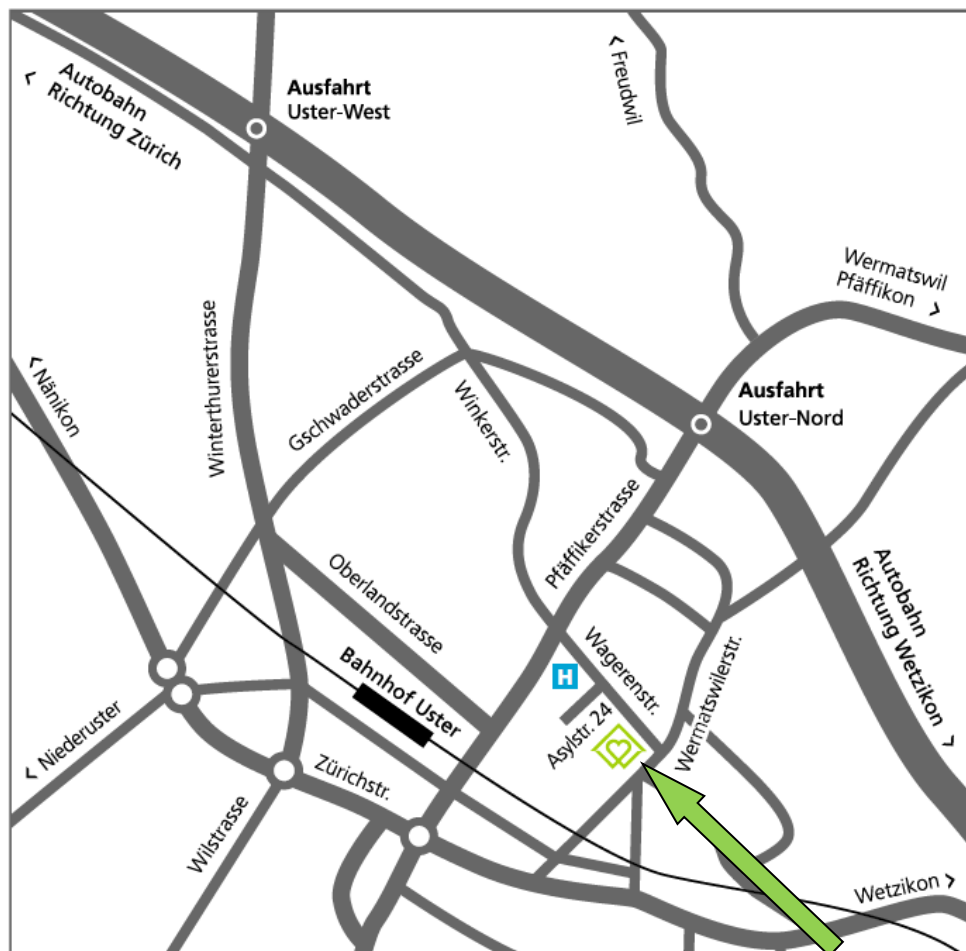 Ausfahrt
Uster-West
< Autobahn
Richtung Zürich
< Freudwil
Wermatswil
Pfäffikon >
< Nänikon
Winterthurerstrasse
Gschwaderstrasse
Winkerstr.
Ausfahrt
Uster-Nord
Pfäffikerstrasse
Oberlandstrasse
Autobahn
Richtung Wetzikon >
Bahnhof Uster
H
Wagerenstr.
Asylstr. 24
Wermatswilerstr.
< Niederuster
Zürichstr.
Wilstrasse
Wetzikon >